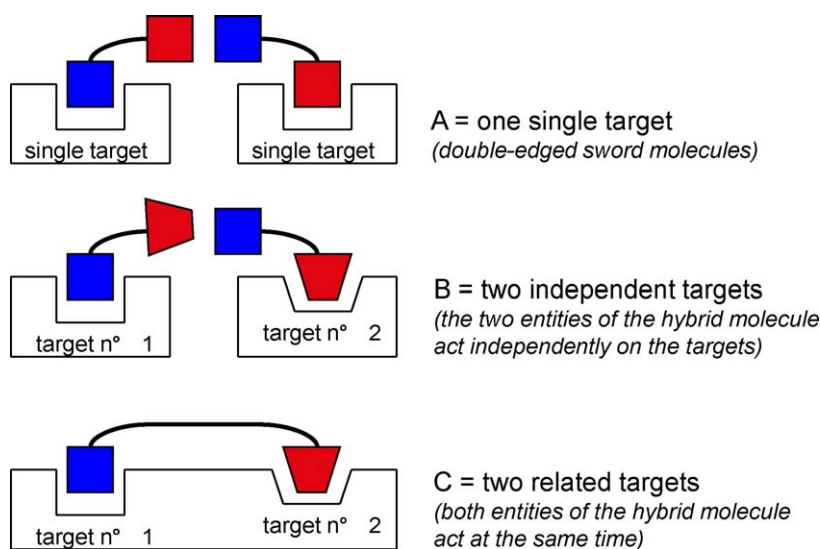 single target
single target
A = one single target
(double-edged sword molecules)
target n° 1
target n° 2
B = two independent targets
(the two entities of the hybrid molecule
act independently on the targets)
target n° 1
target n° 2
C = two related targets
(both entities of the hybrid molecule
act at the same time)